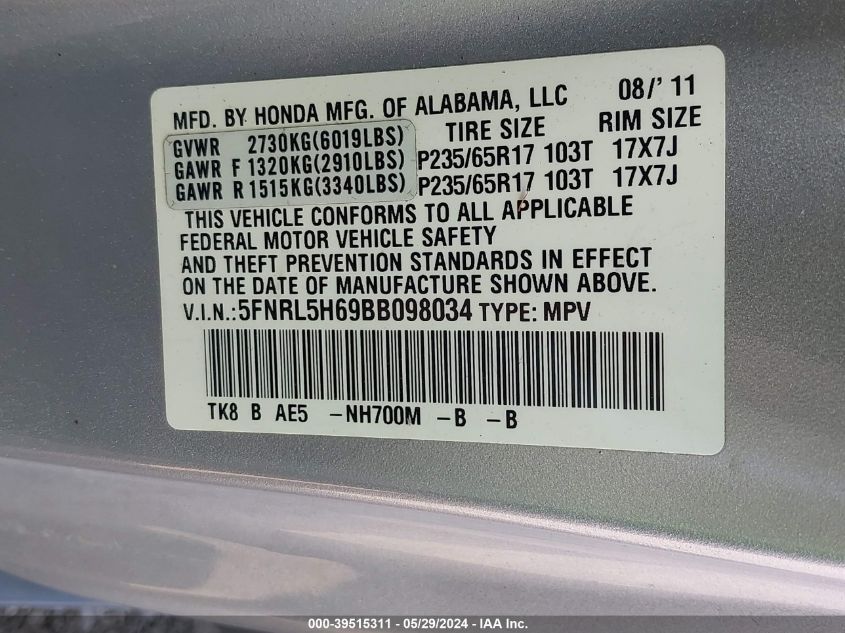 MFD. BY HONDA MFG. OF ALABAMA, LLC 08/' 11
GVWR 2730KG(6019LBS) TIRE SIZE RIM SIZE
GAWR F 1320KG(2910LBS) P235/65R17 103T 17X7J
GAWR R 1515KG(3340LBS) P235/65R17 103T 17X7J
THIS VEHICLE CONFORMS TO ALL APPLICABLE
FEDERAL MOTOR VEHICLE SAFETY
AND THEFT PREVENTION STANDARDS IN EFFECT
ON THE DATE OF MANUFACTURE SHOWN ABOVE.
V.I.N.:5FNRL5H69BB098034 TYPE: MPV
TK8 B AE5 -NH700M -B -B
000-39515311 - 05/29/2024 - IAA Inc.